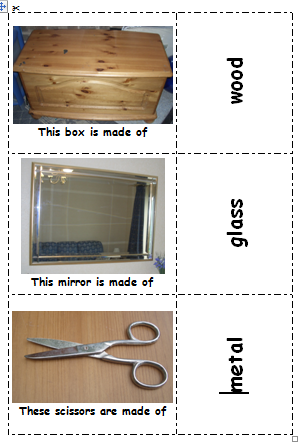 This box is made of
wood
This mirror is made of
glass
These scissors are made of
metal